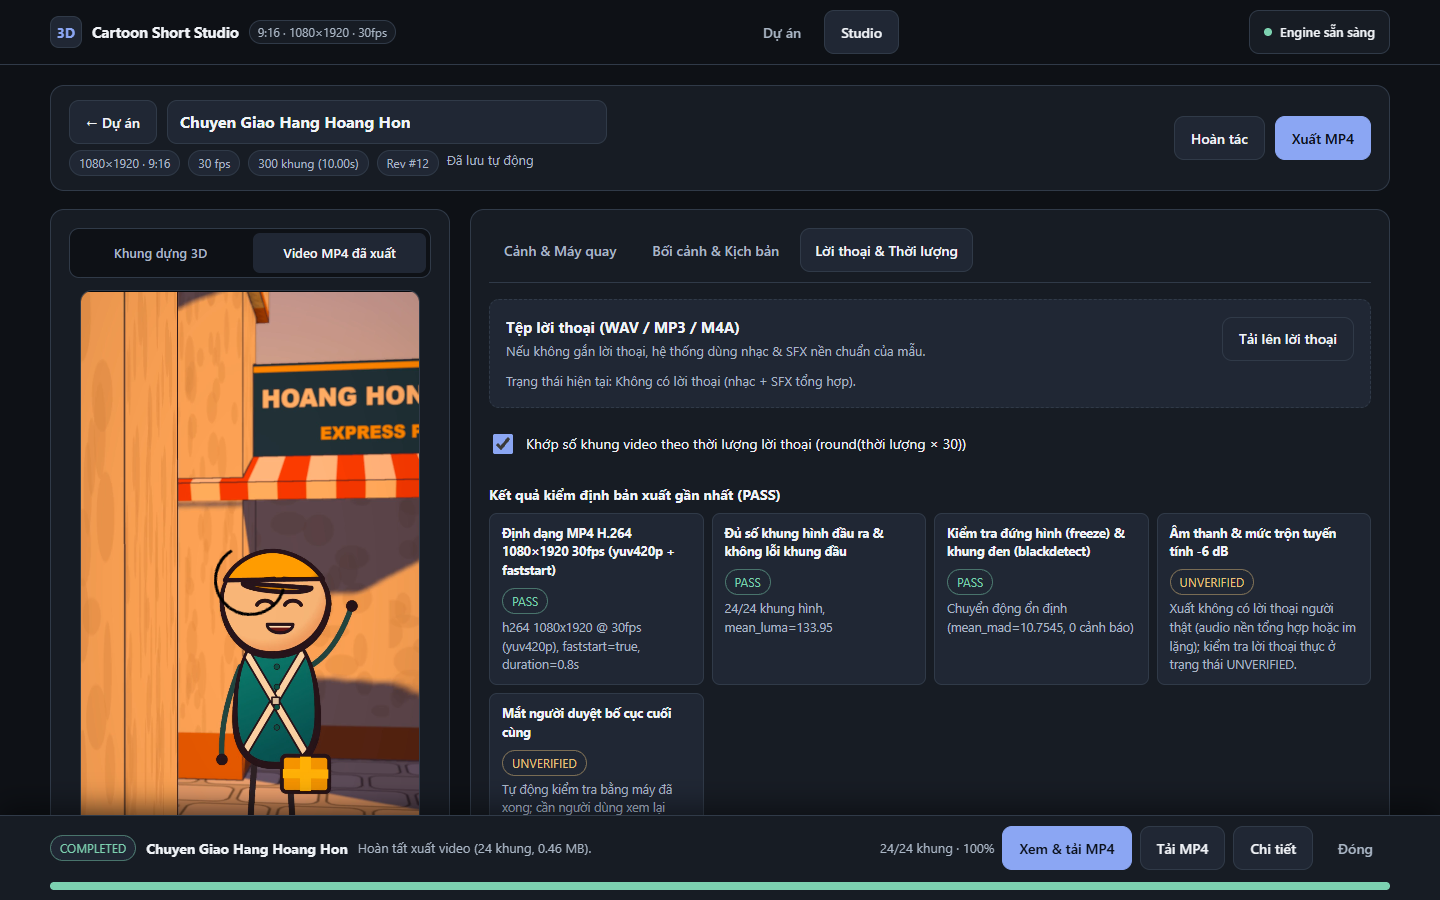 3D
Cartoon Short Studio
9:16 · 1080×1920 · 30fps
Dự án
Studio
Engine sẵn sàng
← Dự án
Chuyen Giao Hang Hoang Hon
1080×1920 · 9:16
30 fps
300 khung (10.00s)
Rev #12
Đã lưu tự động
Hoàn tác
Xuất MP4
Khung dựng 3D
Video MP4 đã xuất
HOANG HON
EXPRESS
Cảnh & Máy quay
Bối cảnh & Kịch bản
Lời thoại & Thời lượng
Tệp lời thoại (WAV / MP3 / M4A)
Nếu không gắn lời thoại, hệ thống dùng nhạc & SFX nền chuẩn của mẫu.
Trạng thái hiện tại: Không có lời thoại (nhạc + SFX tổng hợp).
Tải lên lời thoại
Khớp số khung video theo thời lượng lời thoại (round(thời lượng × 30))
Kết quả kiểm định bản xuất gần nhất (PASS)
Định dạng MP4 H.264
1080×1920 30fps (yuv420p +
faststart)
PASS
h264 1080x1920 @ 30fps
(yuv420p), faststart=true,
duration=0.8s
Đủ số khung hình đầu ra &
không lỗi khung đầu
PASS
24/24 khung hình,
mean_luma=133.95
Kiểm tra đứng hình (freeze) &
khung đen (blackdetect)
PASS
Chuyển động ổn định
(mean_mad=10.7545, 0 cảnh báo)
Âm thanh & mức trộn tuyến
tính -6 dB
UNVERIFIED
Xuất không có lời thoại người
thật (audio nền tổng hợp hoặc im
lặng); kiểm tra lời thoại thực ở
trạng thái UNVERIFIED.
Mắt người duyệt bố cục cuối
cùng
UNVERIFIED
Tự động kiểm tra bằng máy đã
xong; cần người dùng xem lại
COMPLETED
Chuyen Giao Hang Hoang Hon
Hoàn tất xuất video (24 khung, 0.46 MB).
24/24 khung · 100%
Xem & tải MP4
Tải MP4
Chi tiết
Đóng